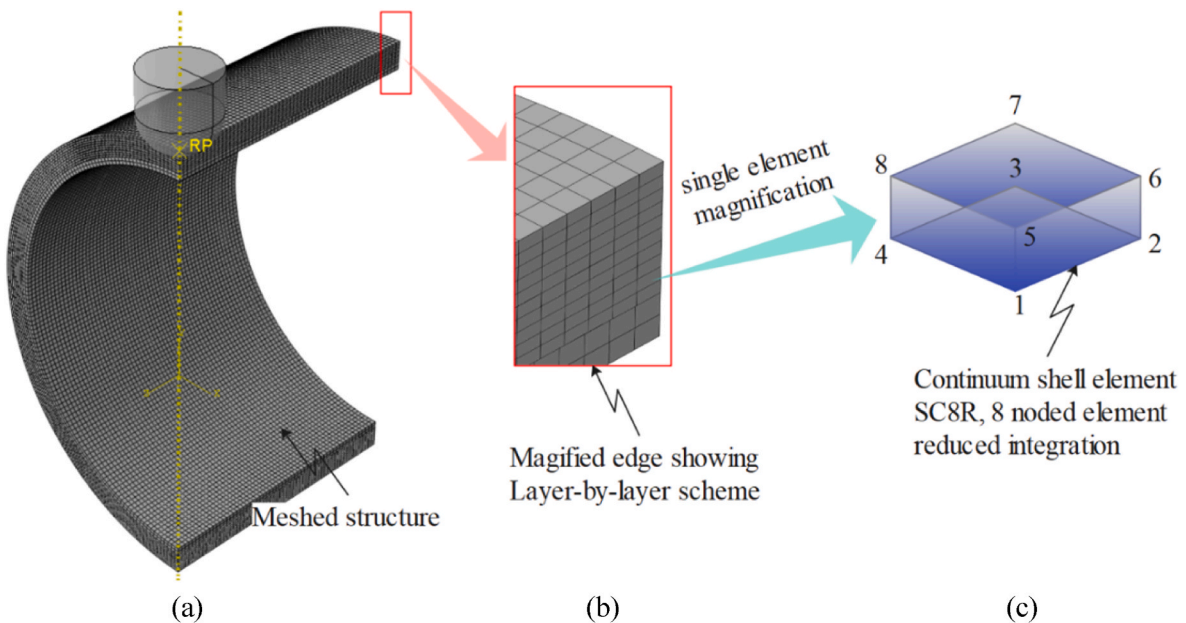 RP
Meshed structure
(a)
single element
magnification
Magified edge showing
Layer-by-layer scheme
(b)
7
8
3
6
5
4
2
1
Continuum shell element
SC8R, 8 noded element
reduced integration
(c)